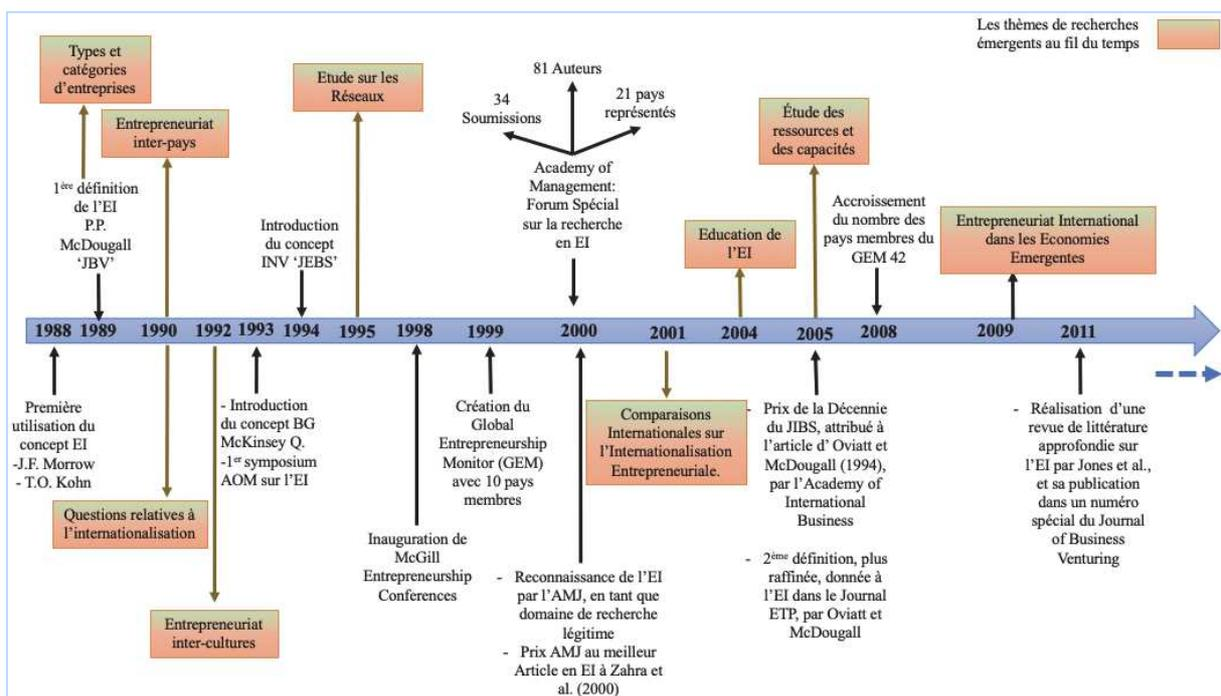 Les thèmes de recherches
émergents au fil du temps
Types et
catégories
d'entreprises
Entrepreneuriat
inter-pays
1ère définition
de l'EI
P.P.
McDougall
'JBV'
Introduction
du concept
INV 'JEBS'
Etude sur les
Réseaux
81 Auteurs
34
Soumissions
21 pays
représentés
Academy of
Management:
Forum Spécial
sur la recherche
en EI
Education de
l'EI
Étude des
ressources et
des capacités
Accroissement
du nombre des
pays membres du
GEM 42
Entrepreneuriat International
dans les Economies
Emergentes
1988 1989 1990 1992 1993 1994 1995 1998 1999 2000 2001 2004 2005 2008 2009 2011
Première
utilisation du
concept EI
-J.F. Morrow
- T.O. Kohn
Questions relatives à
l'internationalisation
Entrepreneuriat
inter-cultures
- Introduction
du concept BG
McKinsey Q.
-1er symposium
AOM sur l'EI
Inauguration de
McGill
Entrepreneurship
Conferences
Création du
Global
Entrepreneurship
Monitor (GEM)
avec 10 pays
membres
- Reconnaissance de l'EI
par l'AMJ, en tant que
domaine de recherche
légitime
- Prix AMJ au meilleur
Article en EI à Zahra et
al. (2000)
Comparaisons
Internationales sur
l'Internationalisation
Entrepreneuriale.
- Prix de la Décennie
du JIBS, attribué à
l'article d' Oviatt et
McDougall (1994),
par l'Academy of
International
Business
- 2ème définition, plus
raffinée, donnée à
l'EI dans le Journal
ETP, par Oviatt et
McDougall
- Réalisation d'une
revue de littérature
approfondie sur
l'EI par Jones et al.,
et sa publication
dans un numéro
spécial du Journal
of Business
Venturing